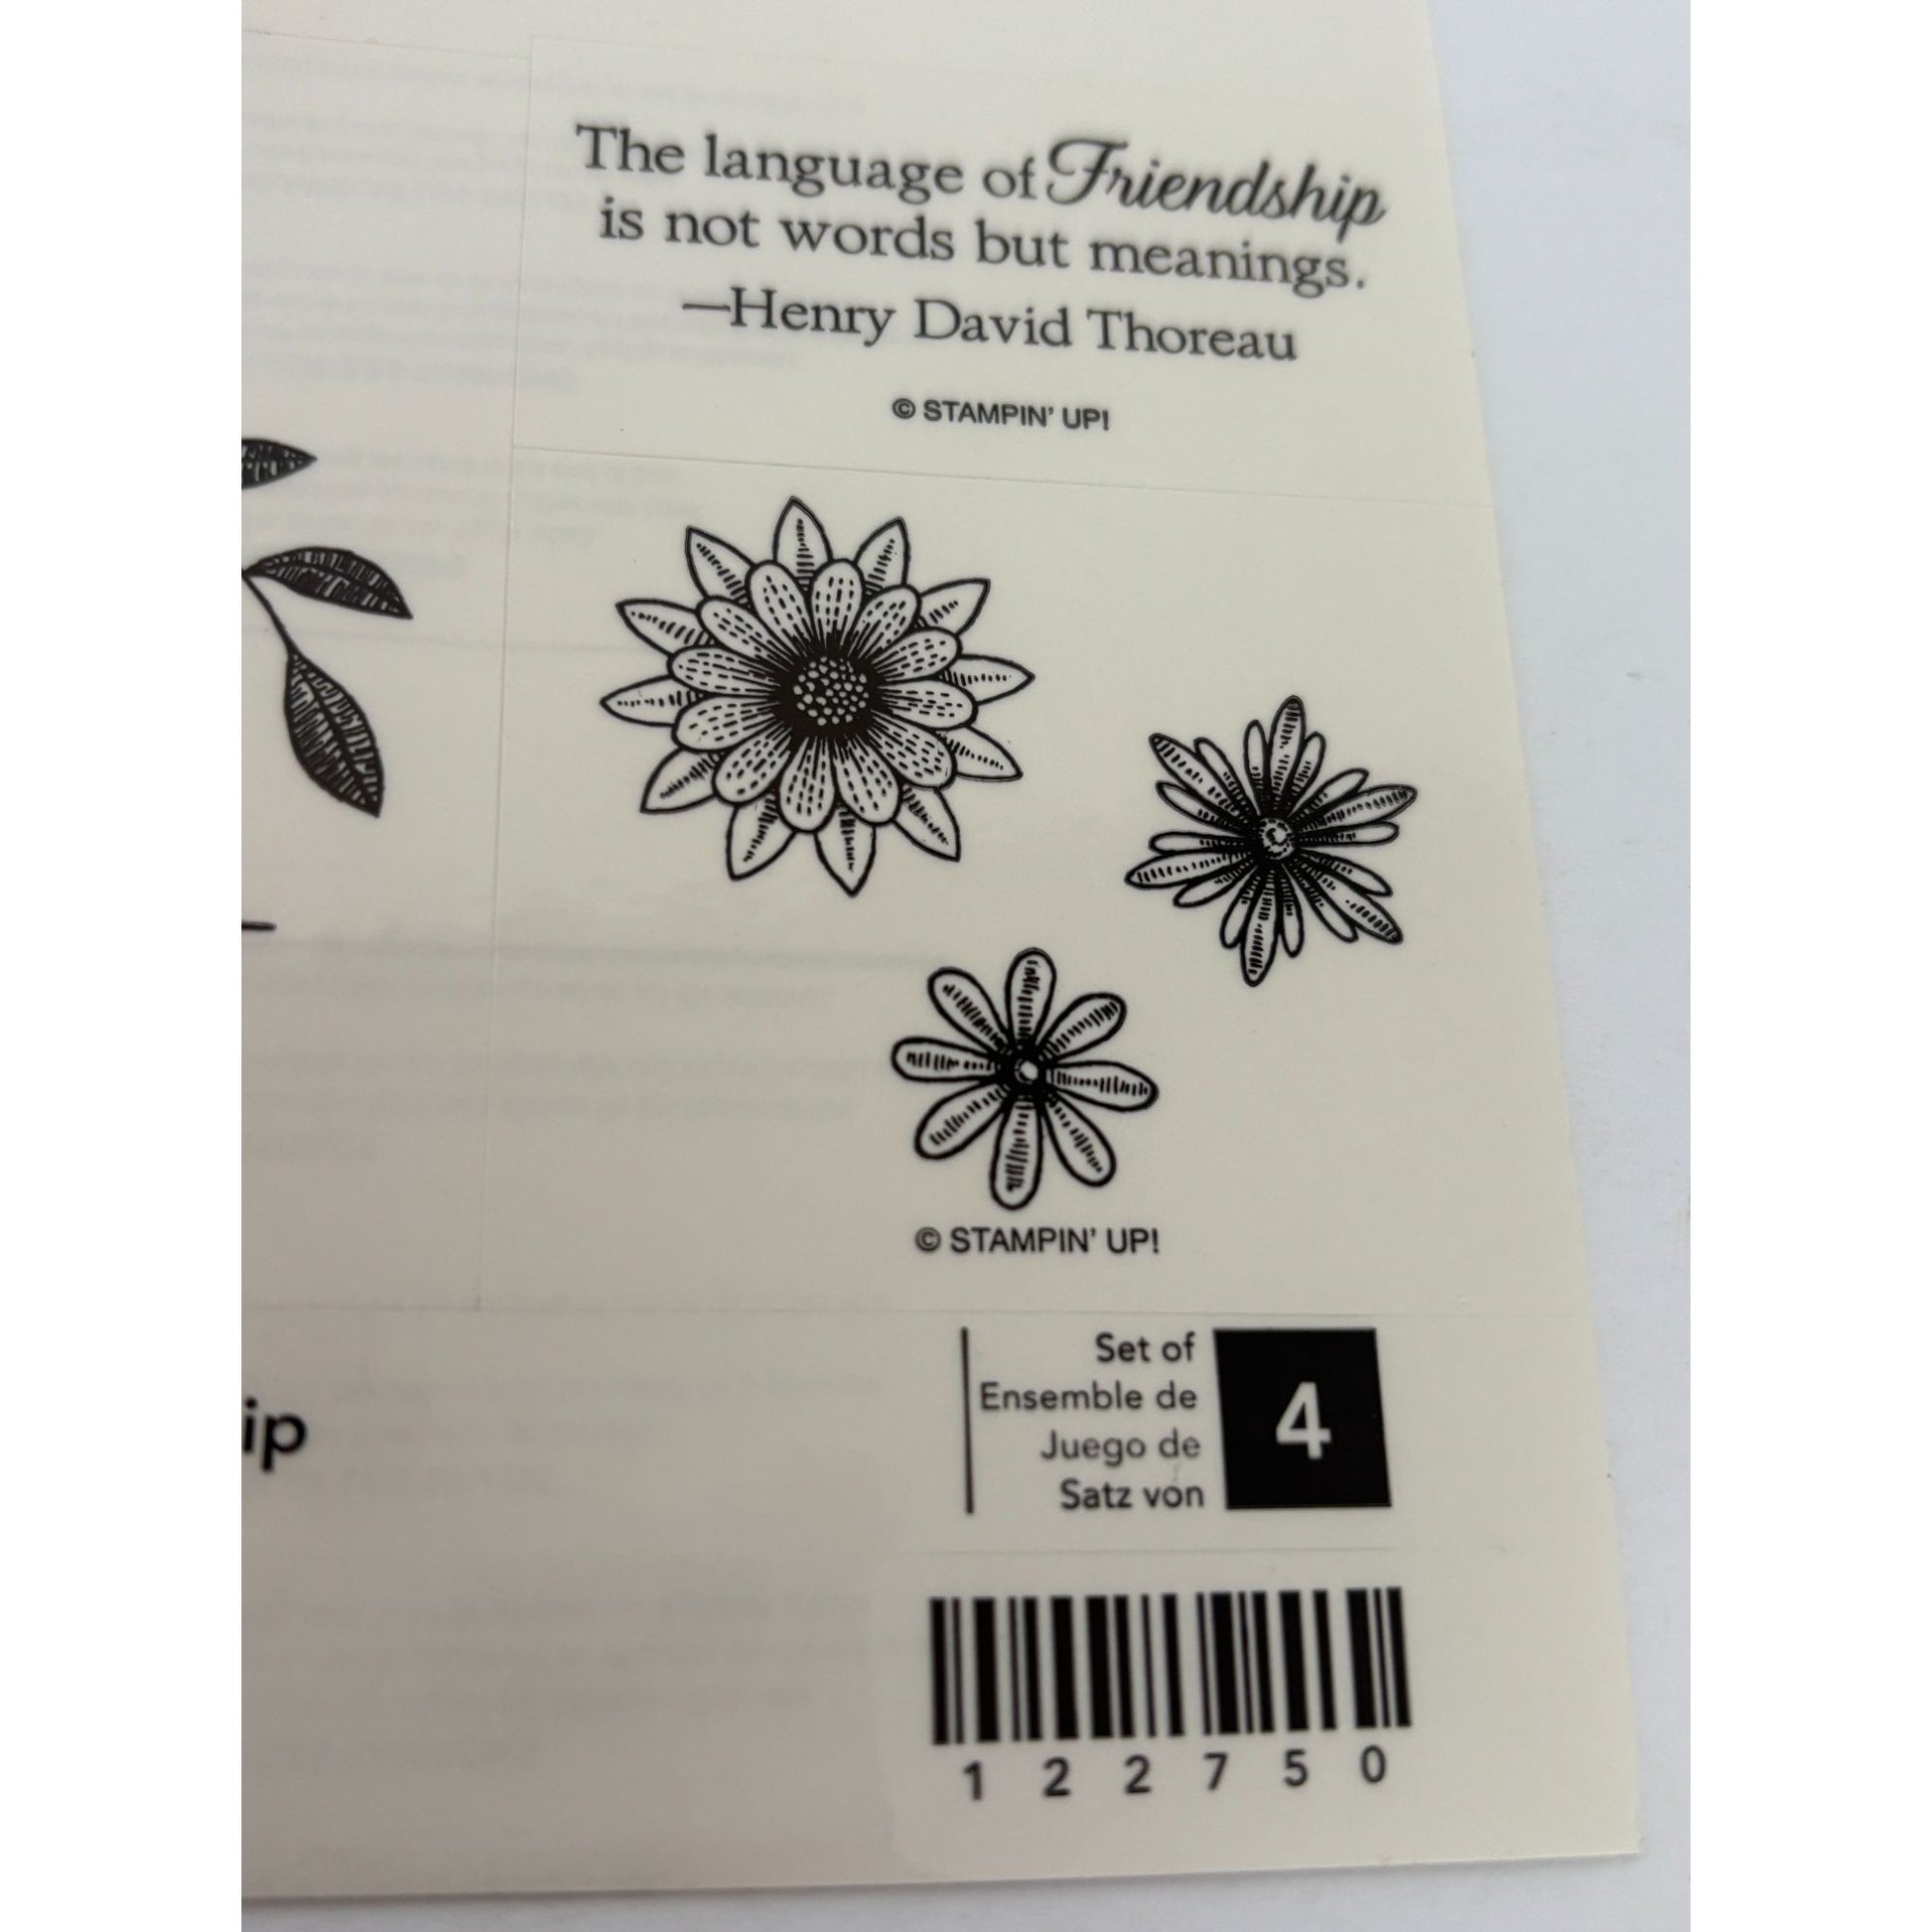 The language of Friendship
is not words but meanings.
—Henry David Thoreau
© STAMPIN' UP!
© STAMPIN' UP!
ip
Set of
Ensemble de
Juego de
Satz von
4
1 2 2 7 5 0